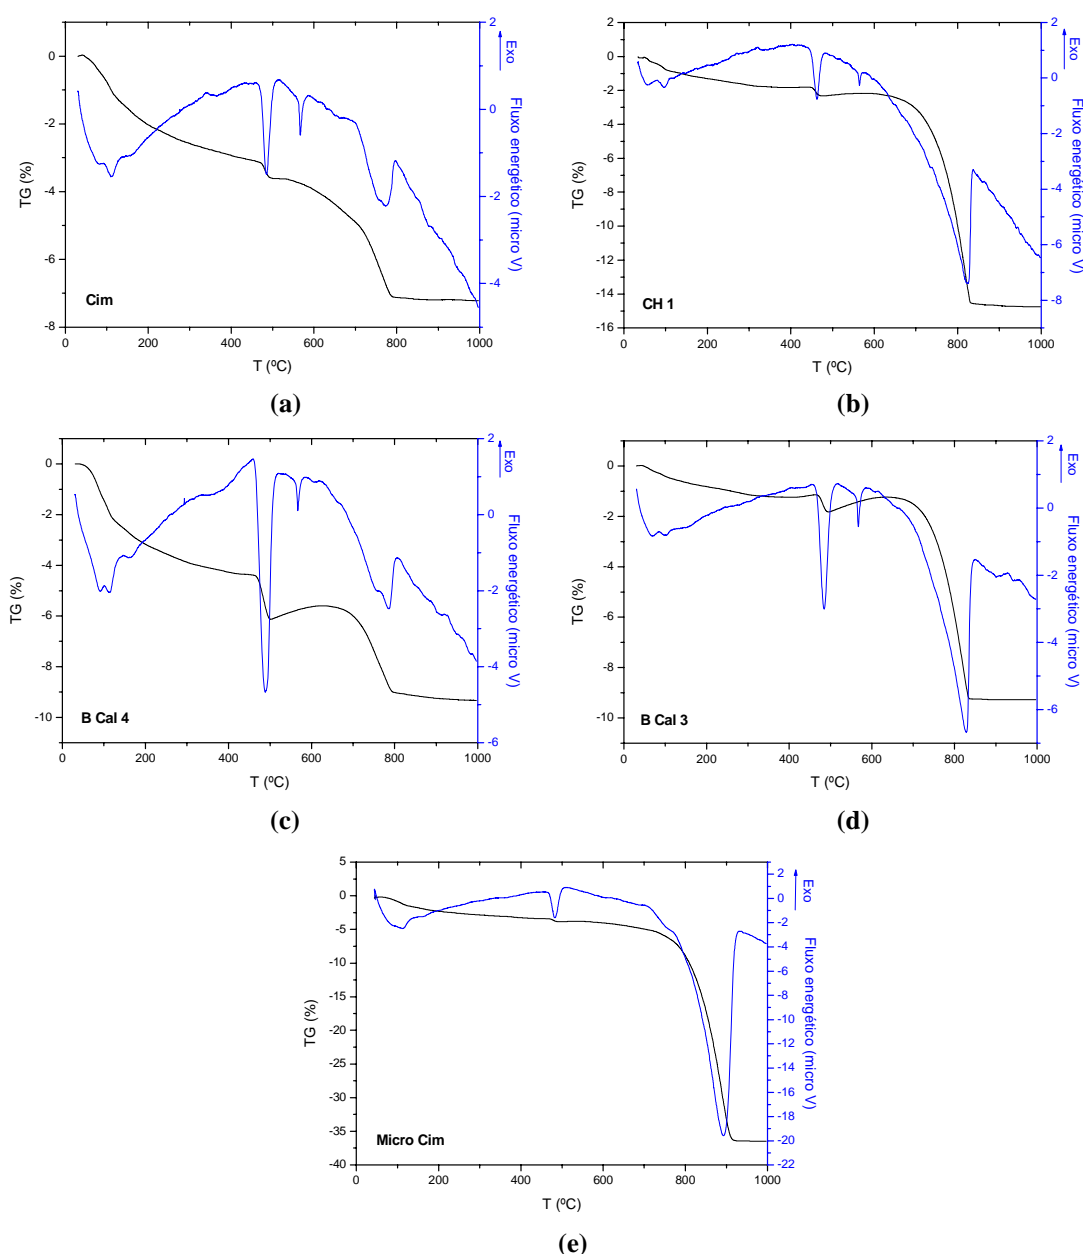 TG (%)
0
-2
-4
-6
-8
0 200 400 600 800 1000
T (ºC)
Cim
2
0
-2
-4
Exo
Fluxo energético (micro V)
(a)
TG (%)
2
0
-2
-4
-6
-8
-10
-12
-14
-16
0 200 400 600 800 1000
T (ºC)
CH 1
2
0
-2
-4
-6
-8
Exo
Fluxo energético (micro V)
(b)
TG (%)
0
-2
-4
-6
-8
-10
0 200 400 600 800 1000
T (ºC)
B Cal 4
2
0
-2
-4
-6
Exo
Fluxo energético (micro V)
(c)
TG (%)
0
-2
-4
-6
-8
-10
0 200 400 600 800 1000
T (ºC)
B Cal 3
2
0
-2
-4
-6
Exo
Fluxo energético (micro V)
(d)
TG (%)
5
0
-5
-10
-15
-20
-25
-30
-35
-40
0 200 400 600 800 1000
T (ºC)
Micro Cim
2
0
-2
-4
-6
-8
-10
-12
-14
-16
-18
-20
-22
Exo
Fluxo energético (micro V)
(e)